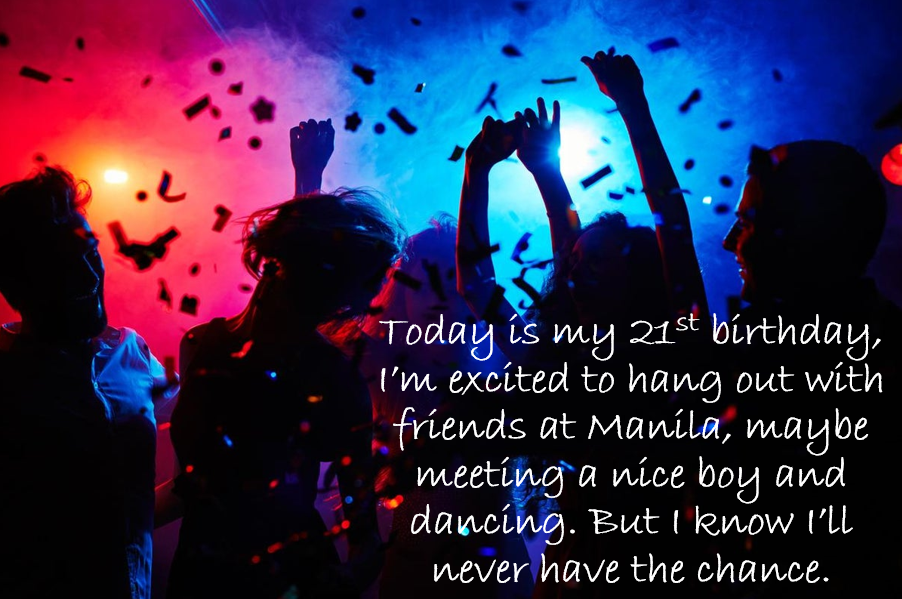 Today is my 21st birthday,
I'm excited to hang out with
friends at Manila, maybe
meeting a nice boy and
dancing. But I know I'll
never have the chance.